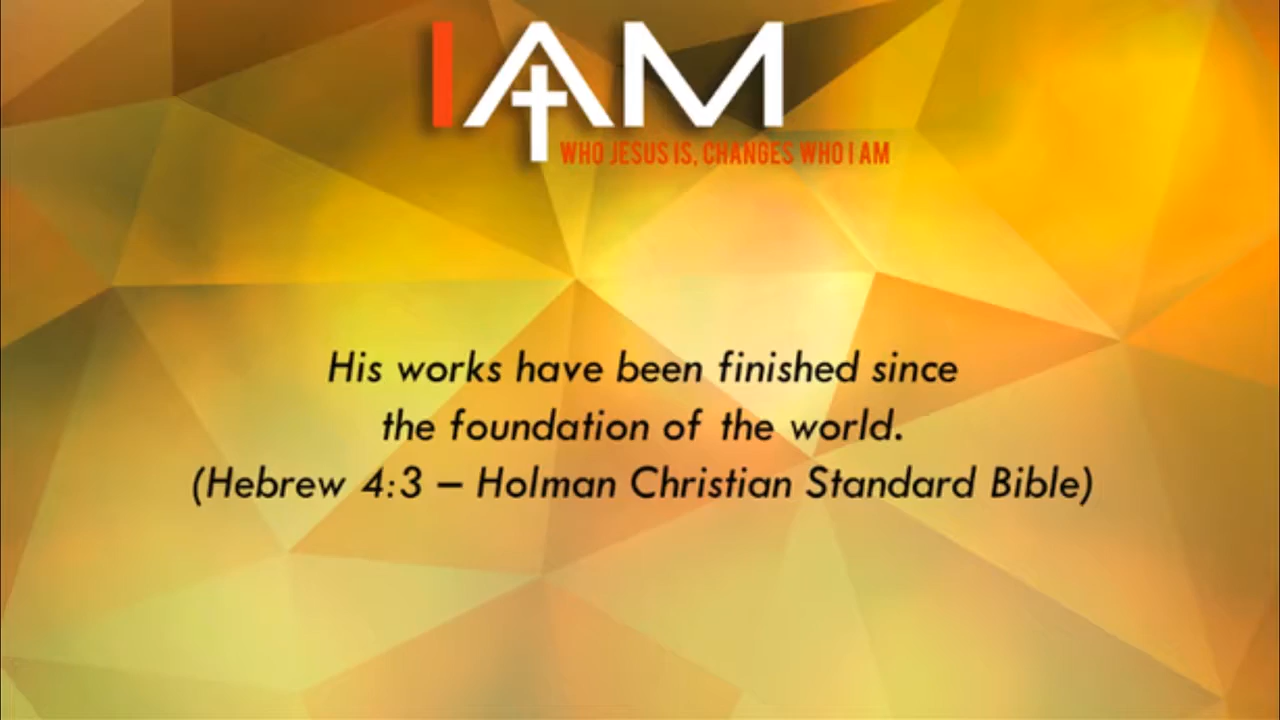 I AM
WHO JESUS IS, CHANGES WHO I AM
His works have been finished since
the foundation of the world.
(Hebrew 4:3 – Holman Christian Standard Bible)